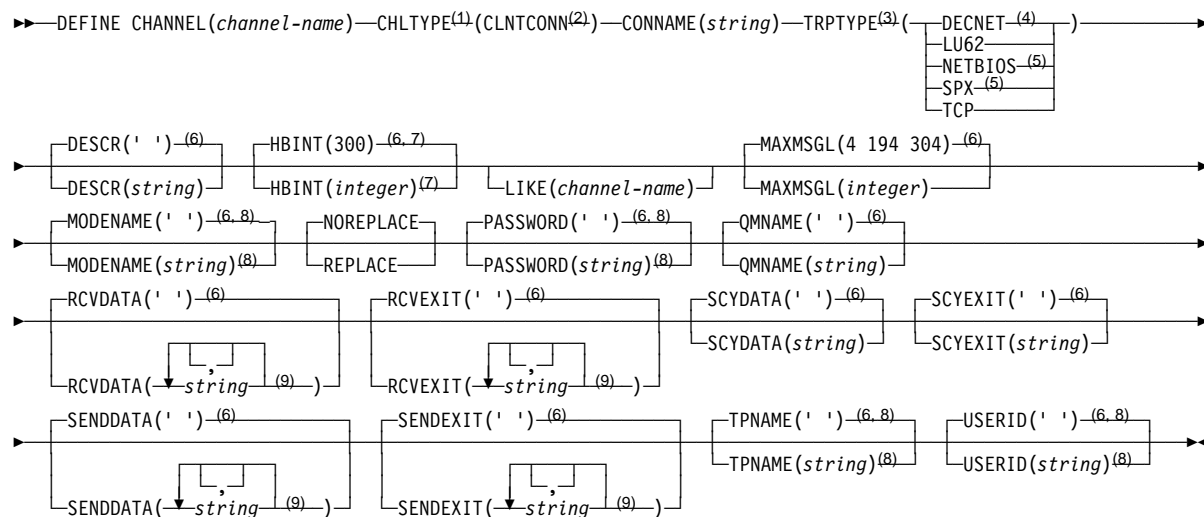 DEFINE CHANNEL(channel-name) CHLTYPE(1)(CLNTCONN(2)) CONNAME(string) TRPTYPE(3)( DECNET (4) )
LU62
NETBIOS (5)
SPX (5)
TCP
DESCR(' ') (6) HBINT(300) (6, 7) MAXMSGL(4 194 304) (6)
DESCR(string) HBINT(integer)(7) LIKE(channel-name) MAXMSGL(integer)
MODENAME(' ') (6, 8) NOREPLACE PASSWORD(' ') (6, 8) QMNAME(' ') (6)
MODENAME(string)(8) REPLACE PASSWORD(string)(8) QMNAME(string)
RCVDATA(' ') (6) RCVEXIT(' ') (6) SCYDATA(' ') (6) SCYEXIT(' ') (6)
SCYDATA(string) SCYEXIT(string)
, ,
RCVDATA( string (9) ) RCVEXIT( string (9) )
SENDDATA(' ') (6) SENDEXIT(' ') (6) TPNAME(' ') (6, 8) USERID(' ') (6, 8)
TPNAME(string)(8) USERID(string)(8)
, ,
SENDDATA( string (9) ) SENDEXIT( string (9) )